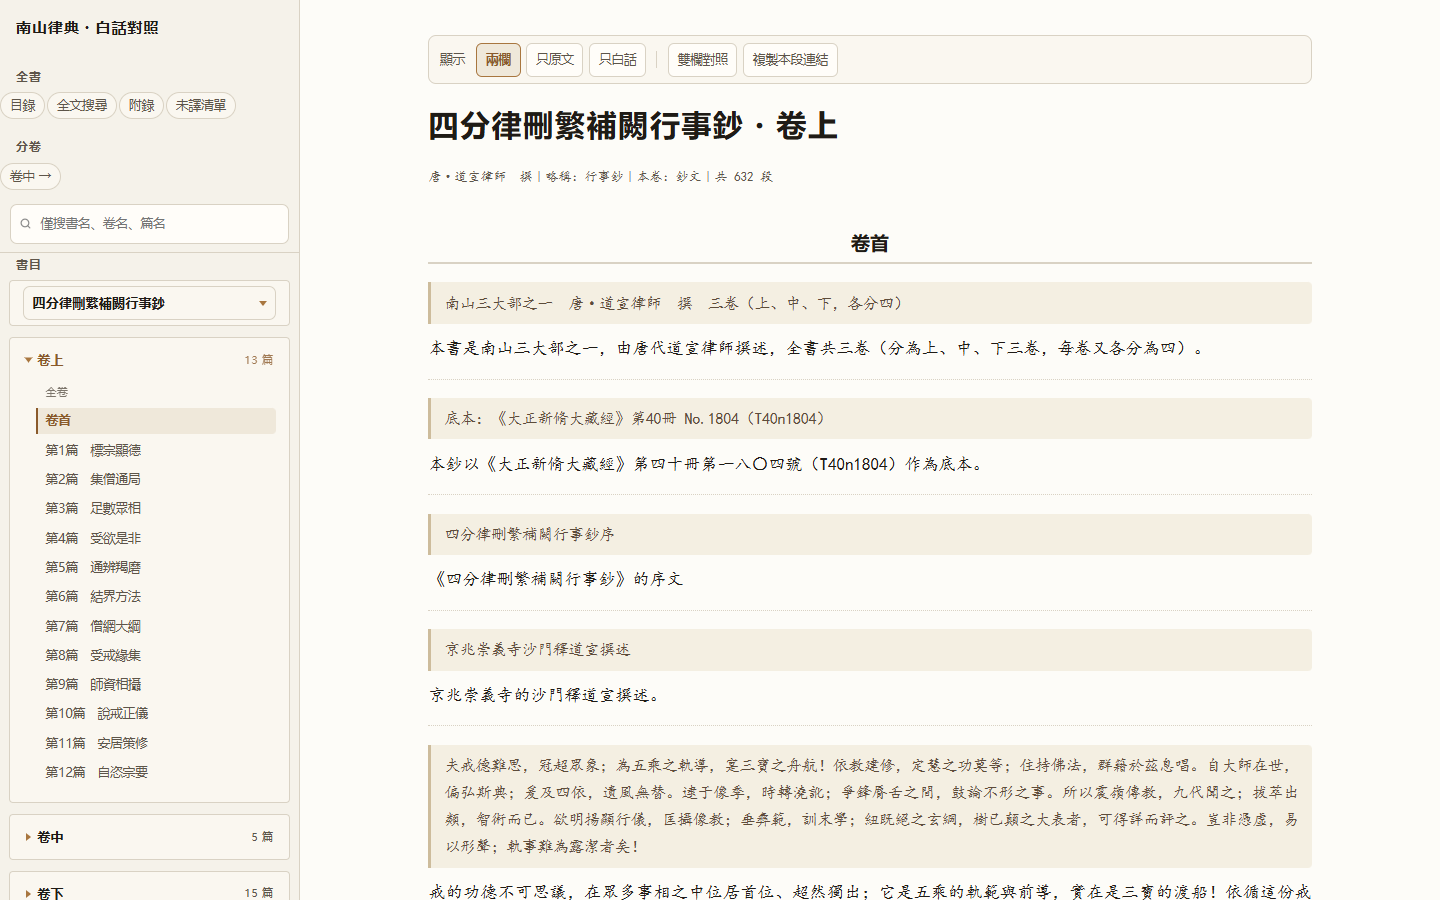 南山律典・白話對照
全書
目錄 全文搜尋 附錄 未譯清單
分卷
卷中 →
僅搜書名、卷名、篇名
書目
四分律刪繁補闕行事鈔
卷上 13 篇
全卷
卷首
第1篇 標宗顯德
第2篇 集僧通局
第3篇 足數眾相
第4篇 受欲是非
第5篇 通辨羯磨
第6篇 結界方法
第7篇 僧網大綱
第8篇 受戒緣集
第9篇 師資相攝
第10篇 說戒正儀
第11篇 安居策修
第12篇 自恣宗要
卷中 5 篇
卷下 15 篇
顯示 兩欄 只原文 只白話 雙欄對照 複製本段連結
四分律刪繁補闕行事鈔・卷上
唐・道宣律師　撰｜略稱：行事鈔｜本卷：鈔文｜共 632 段
卷首
南山三大部之一　唐・道宣律師　撰　三卷（上、中、下，各分四）
本書是南山三大部之一，由唐代道宣律師撰述，全書共三卷（分為上、中、下三卷，每卷又各分為四）。
底本：《大正新脩大藏經》第40冊 No.1804（T40n1804）
本鈔以《大正新脩大藏經》第四十冊第一八〇四號（T40n1804）作為底本。
四分律刪繁補闕行事鈔序
《四分律刪繁補闕行事鈔》的序文
京兆崇義寺沙門釋道宣撰述
京兆崇義寺的沙門釋道宣撰述。
夫戒德難思，冠超眾象；為五乘之軌導，寔三寶之舟航！依教建修，定慧之功莫等；住持佛法，群籍於茲息唱。自大師在世，
偏弘斯典；爰及四依，遺風無替。逮于像季，時轉澆訛；爭鋒脣舌之間，鼓論不形之事。所以震嶺傳教，九代聞之；拔萃出
類，智術而已。欲明揚顯行儀，匡攝像教；垂彝範，訓末學；紐既絕之玄綱，樹已顛之大表者，可得詳而評之。豈非憑虛，易
以形聲；軌事難為露潔者矣！
戒的功德不可思議，在眾多事相之中位居首位、超然獨出；它是五乘的軌範與前導，實在是三寶的渡船！依循這份戒